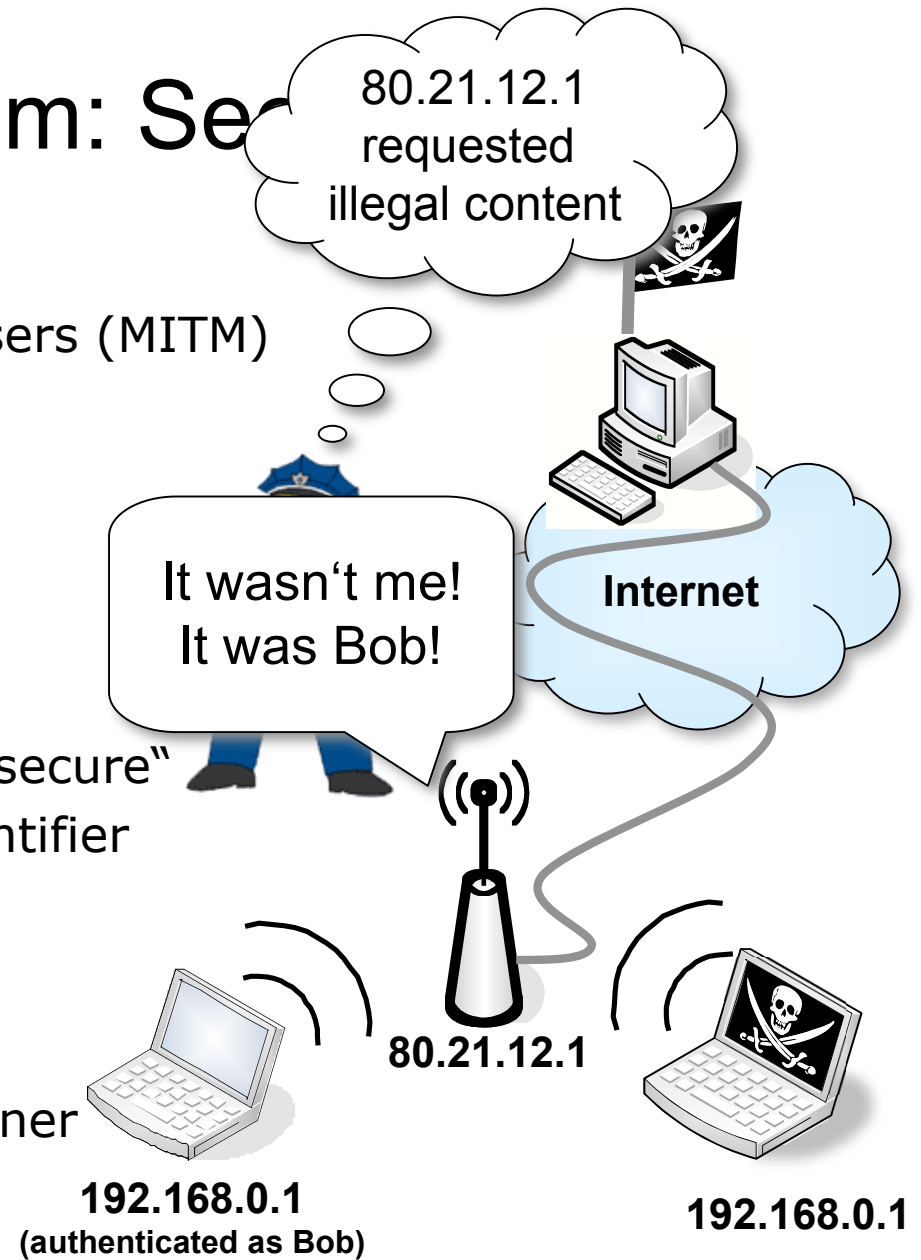 m: Sec
80.21.12.1
requested
illegal content
sers (MITM)
It wasn‘t me!
It was Bob!
Internet
secure“
ntifier
80.21.12.1
ner
192.168.0.1
(authenticated as Bob)
192.168.0.1